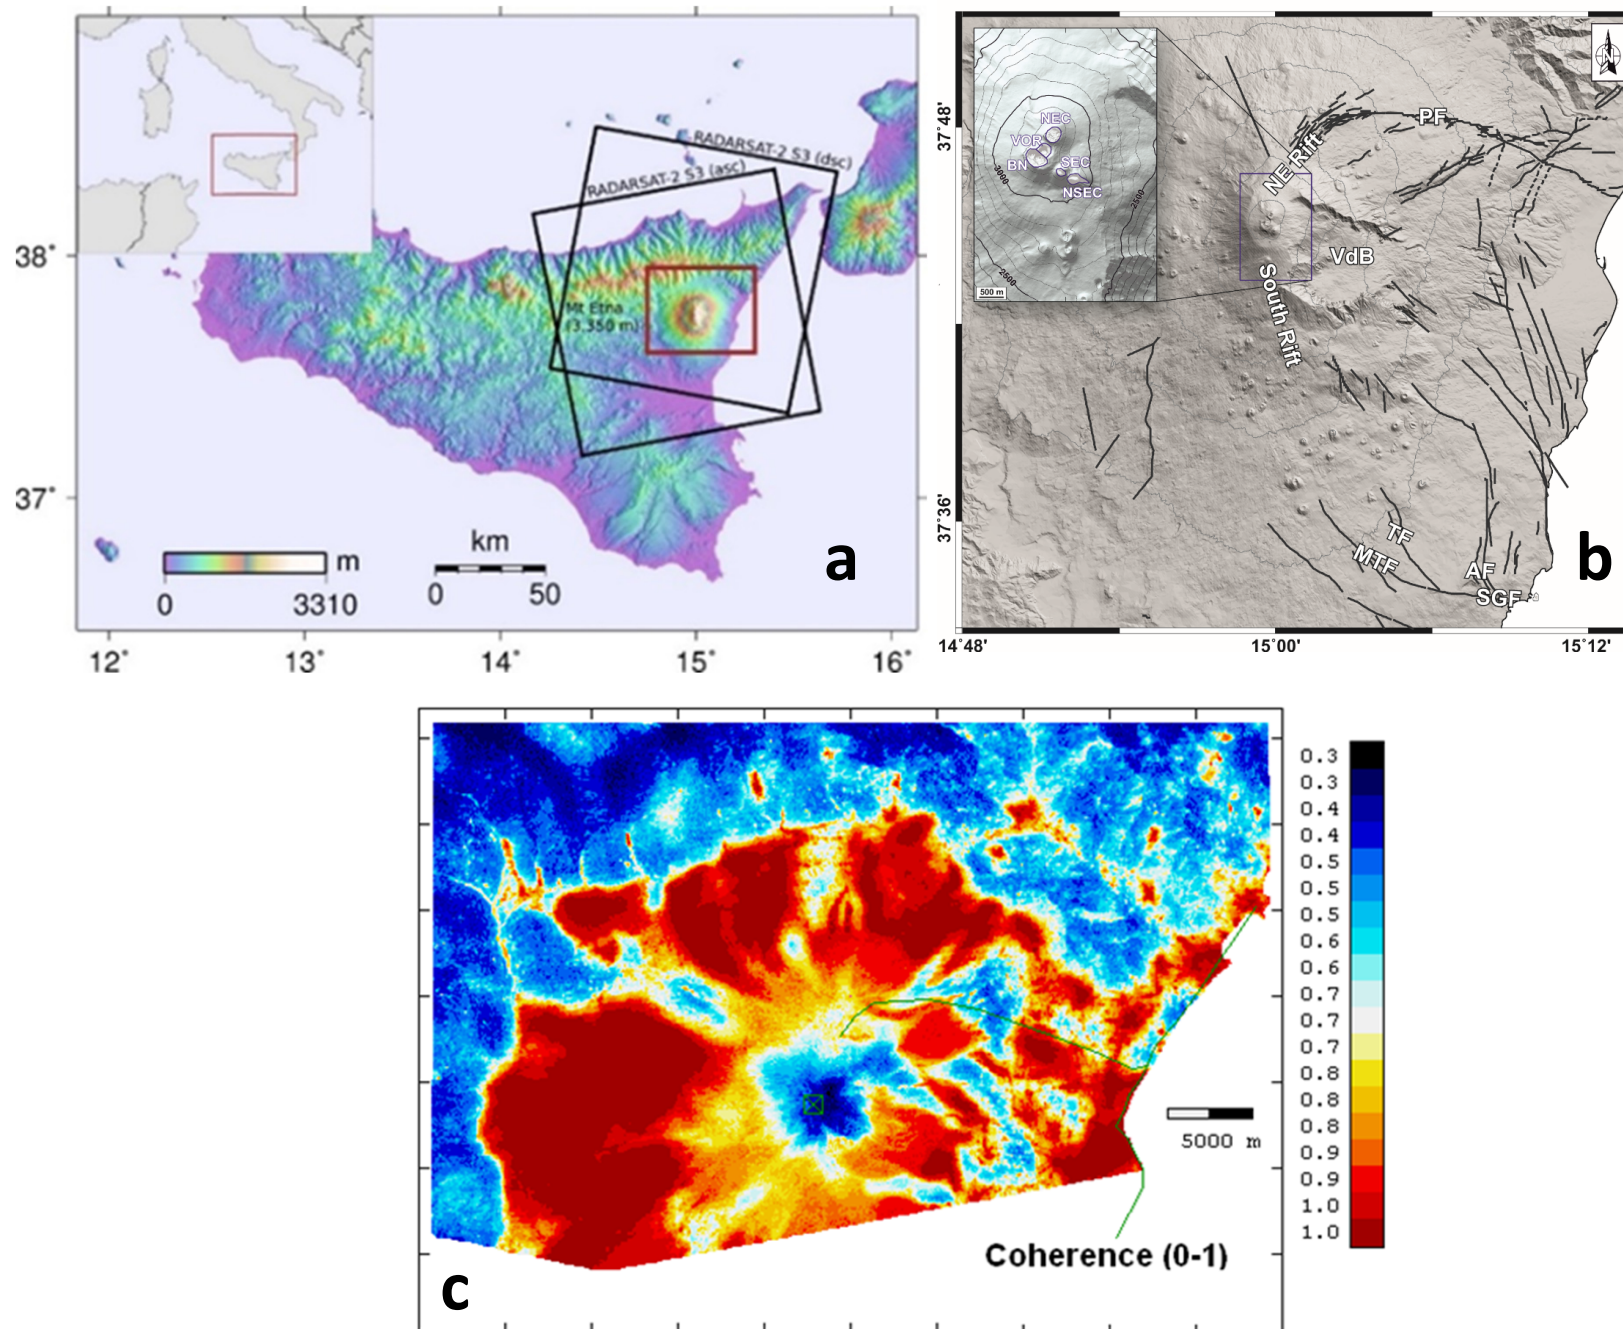 RADARSAT-2 S3 (dsc)
RADARSAT-2 S3 (asc)
38°
Mt Etna
(3.350 m)
37°
m
0
3310
km
0
50
a
12°
13°
14°
15°
16°
N
37°48'
NEC
VOR
BN
SEC
NSEC
3000
2500
2500
500 m
PF
NE Rift
VdB
South Rift
37°36'
TF
MTF
AF
SGF
b
14°48'
15°00'
15°12'
0.3
0.3
0.4
0.4
0.5
0.5
0.5
0.6
0.6
0.7
0.7
0.7
0.8
0.8
0.8
0.9
0.9
1.0
1.0
5000 m
Coherence (0-1)
c